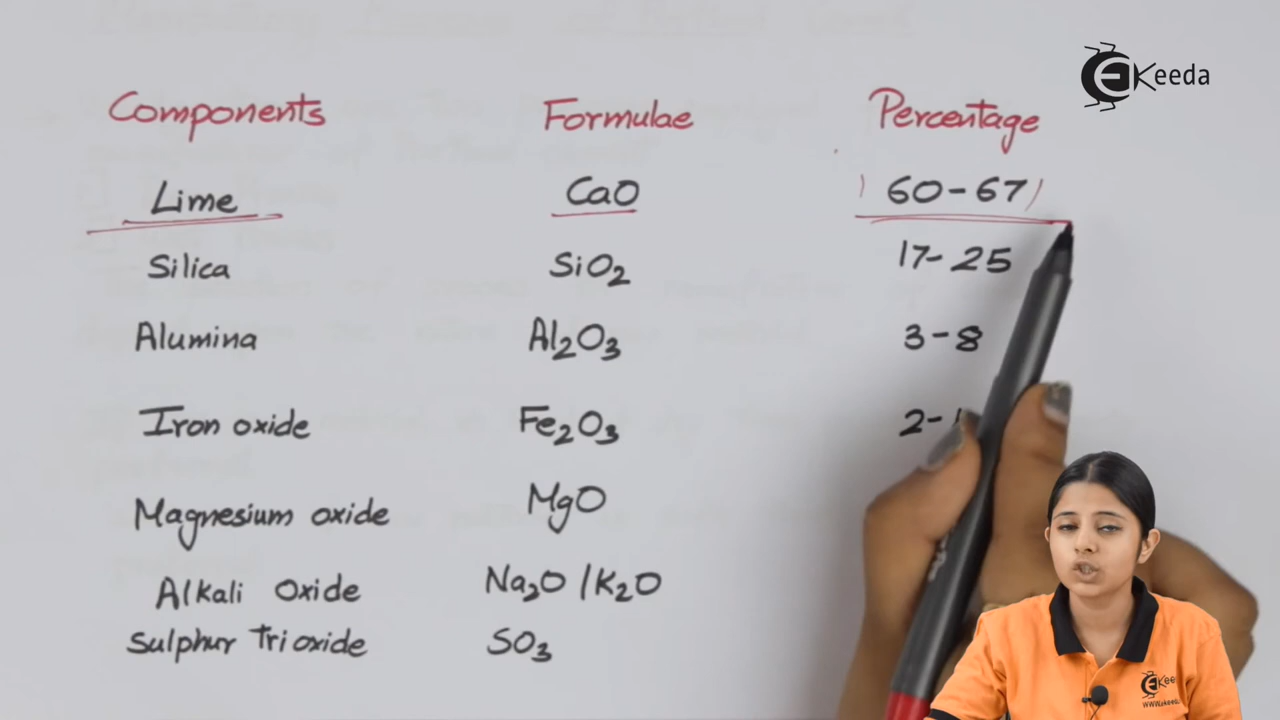 Keeda
Components Formulae Percentage
Lime CaO 60-67
Silica SiO2 17-25
Alumina Al2O3 3-8
Iron oxide Fe2O3 2-
Magnesium oxide MgO
Alkali Oxide Na2O/K2O
Sulphur Trioxide SO3